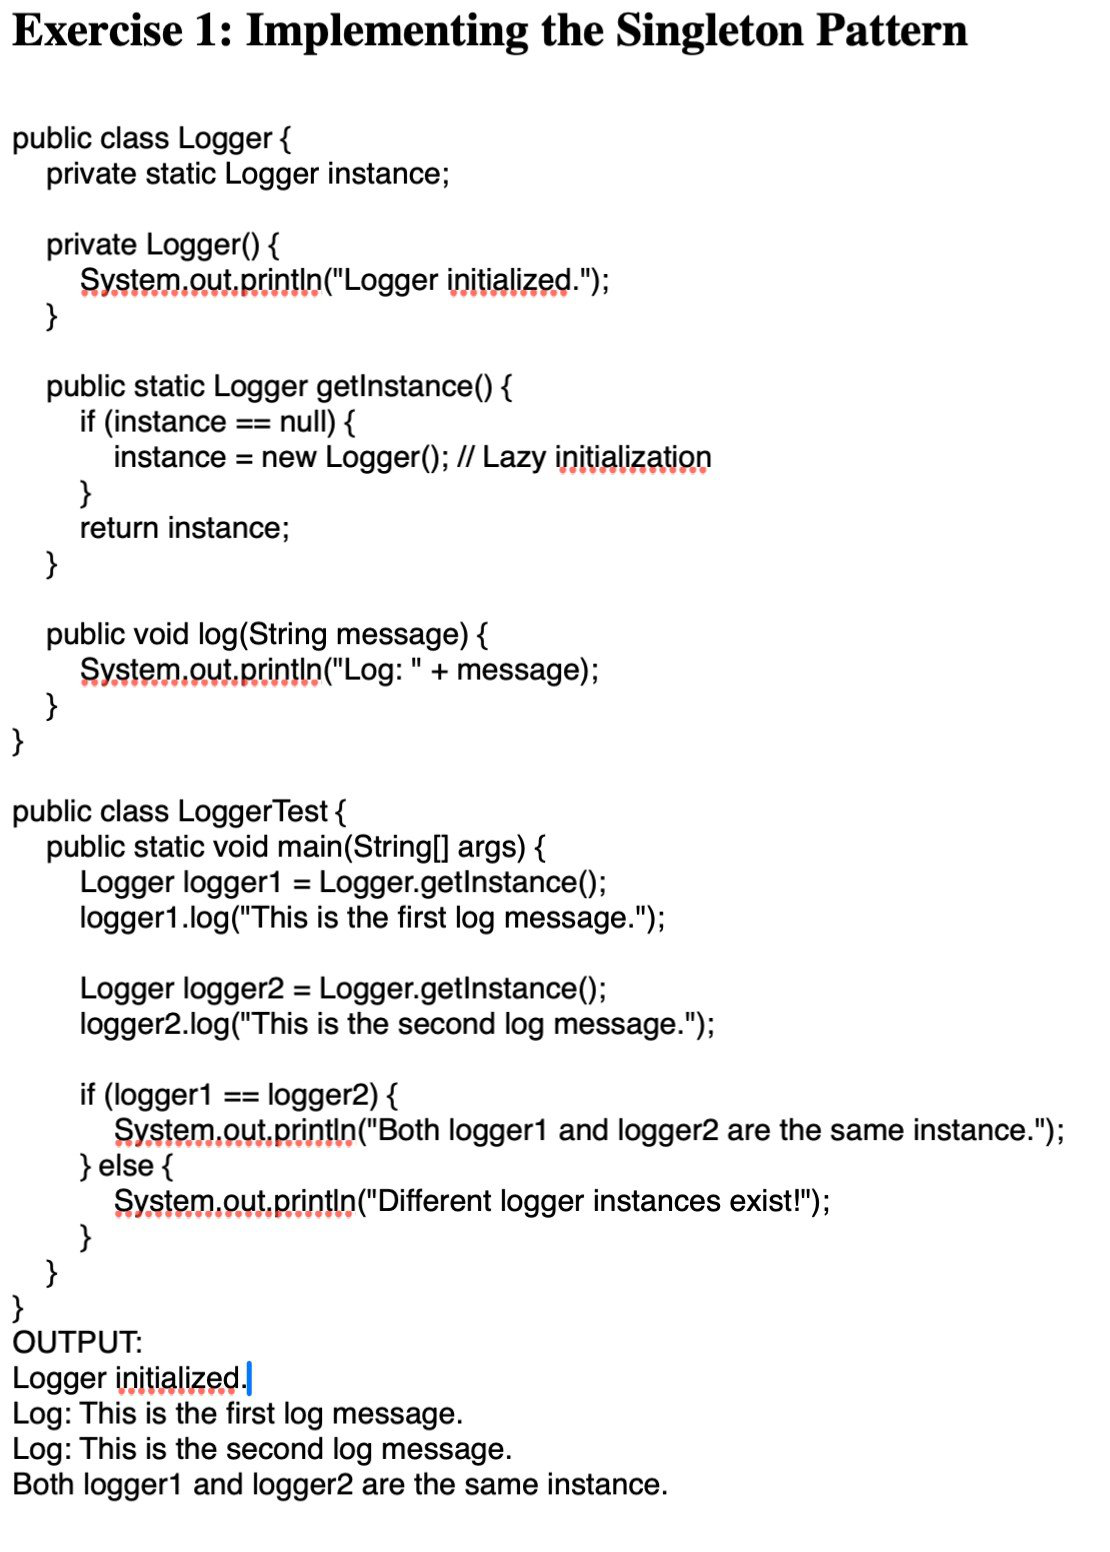 Exercise 1: Implementing the Singleton Pattern
public class Logger {
private static Logger instance;
private Logger() {
System.out.println("Logger initialized.");
}
public static Logger getInstance() {
if (instance == null) {
instance = new Logger(); // Lazy initialization
}
return instance;
}
public void log(String message) {
System.out.println("Log: " + message);
}
}
public class LoggerTest {
public static void main(String[] args) {
Logger logger1 = Logger.getInstance();
logger1.log("This is the first log message.");
Logger logger2 = Logger.getInstance();
logger2.log("This is the second log message.");
if (logger1 == logger2) {
System.out.println("Both logger1 and logger2 are the same instance.");
} else {
System.out.println("Different logger instances exist!");
}
}
}
OUTPUT:
Logger initialized.
Log: This is the first log message.
Log: This is the second log message.
Both logger1 and logger2 are the same instance.